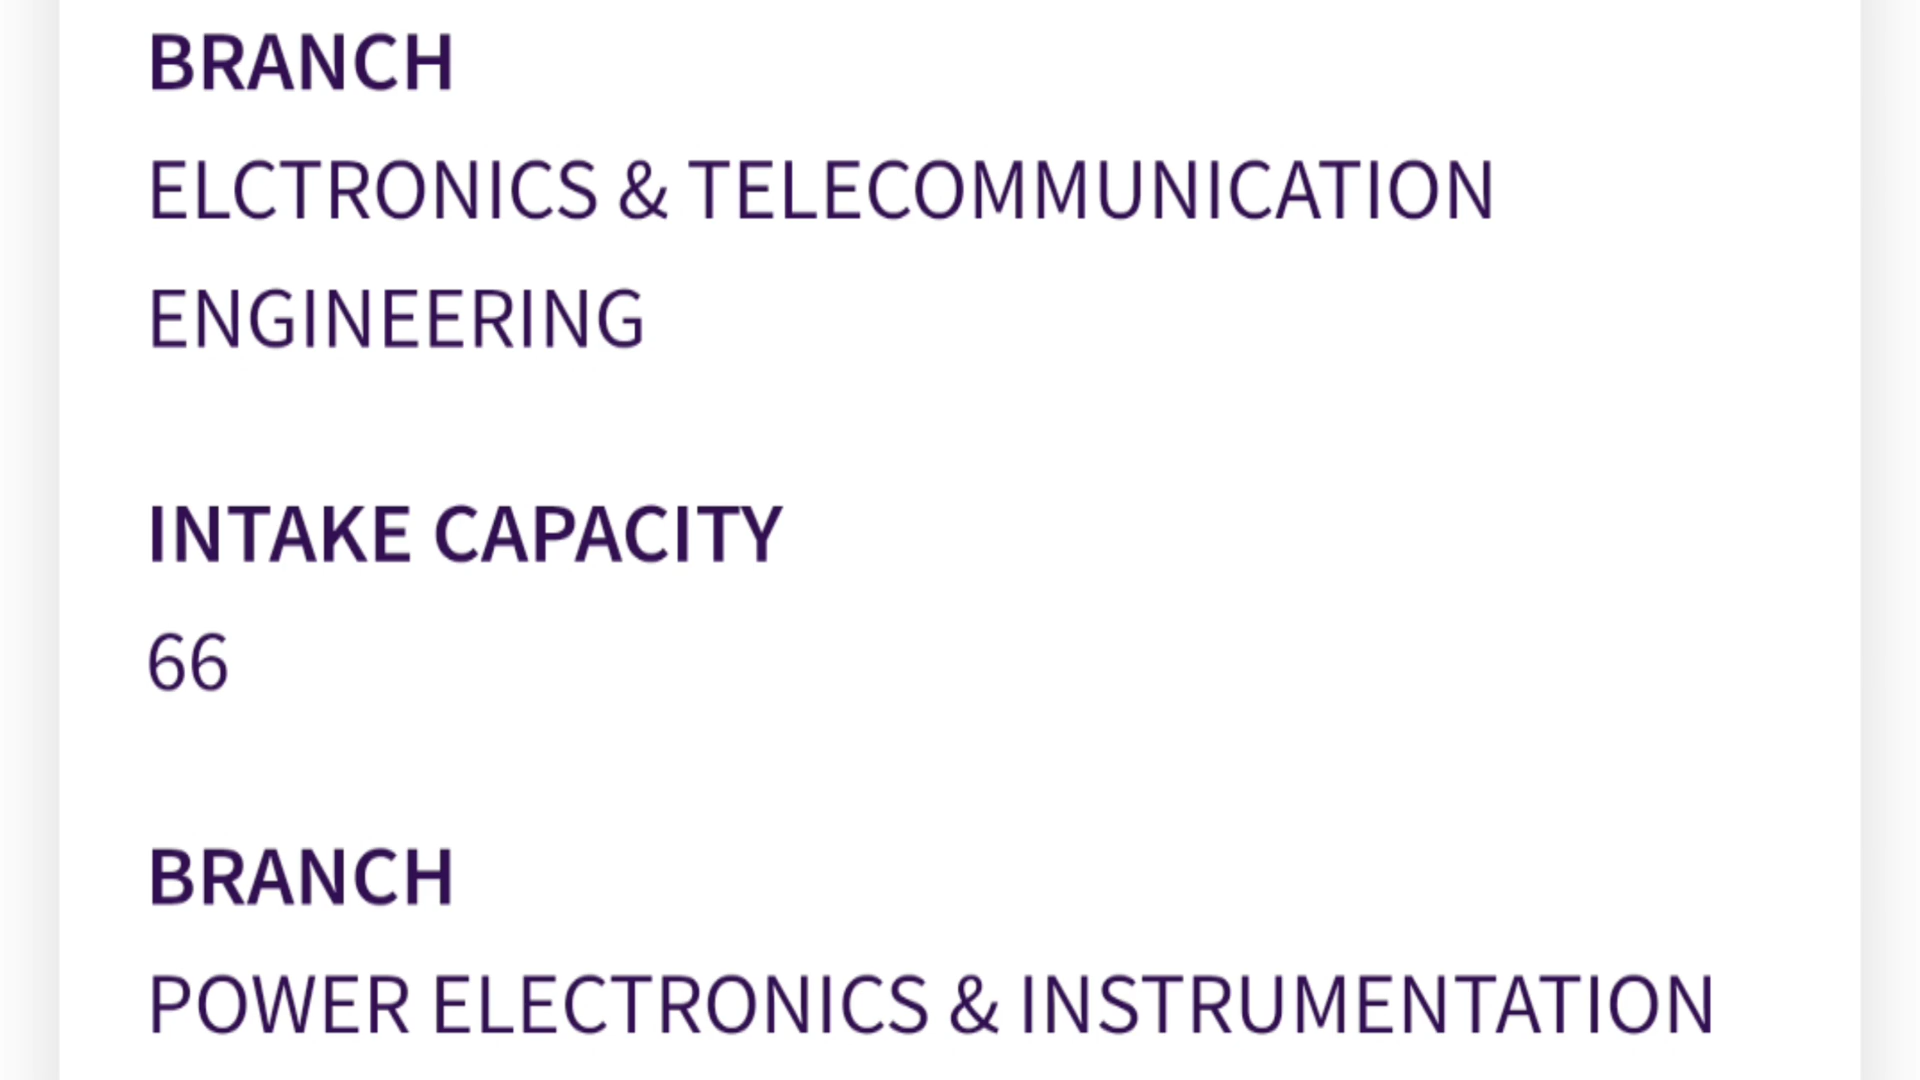 BRANCH
ELCTRONICS & TELECOMMUNICATION
ENGINEERING
INTAKE CAPACITY
66
BRANCH
POWER ELECTRONICS & INSTRUMENTATION